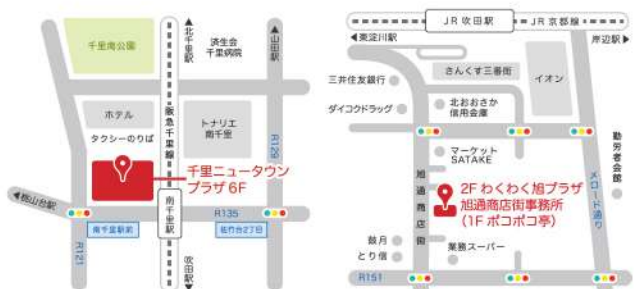 千里南公園
▲北千里駅
済生会
千里病院
▲山田駅
ホテル
タクシーのりば
阪急千里線
トナリエ
南千里
R129
千里ニュータウン
プラザ 6F
◀桃山台駅
南千里駅
R135
南千里駅前
佐竹台2丁目
R121
吹田駅▼
JR吹田駅
JR京都線
◀東淀川駅
岸辺駅▶
三井住友銀行
さんくす三番街
イオン
ダイコクドラッグ
北おおさか
信用金庫
マーケット
SATAKE
旭通商店街
2F わくわく旭プラザ
旭通商店街事務所
(1F ポコポコ亭)
メロード通り
勤労者会館
鼓月
とり信
業務スーパー
R151